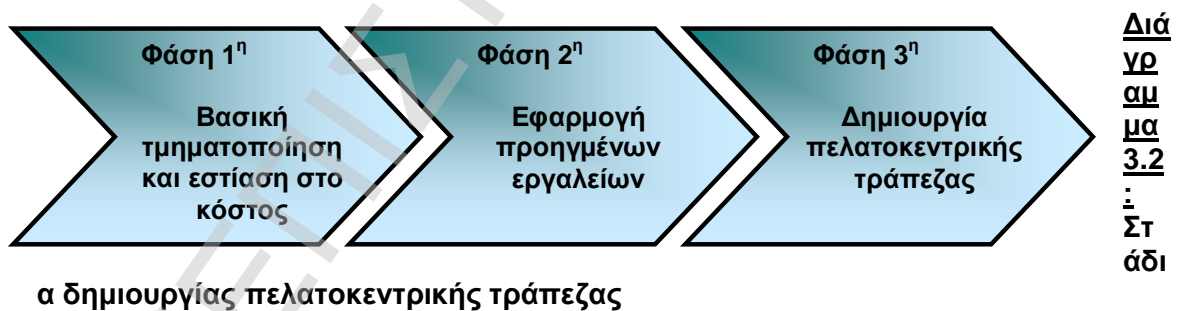 Φάση 1η
Βασική
τμηματοποίηση
και εστίαση στο
κόστος
Φάση 2η
Εφαρμογή
προηγμένων
εργαλείων
Φάση 3η
Δημιουργία
πελατοκεντρικής
τράπεζας
Διά
γρ
αμ
μα
3.2
:
Στ
άδι
α δημιουργίας πελατοκεντρικής τράπεζας